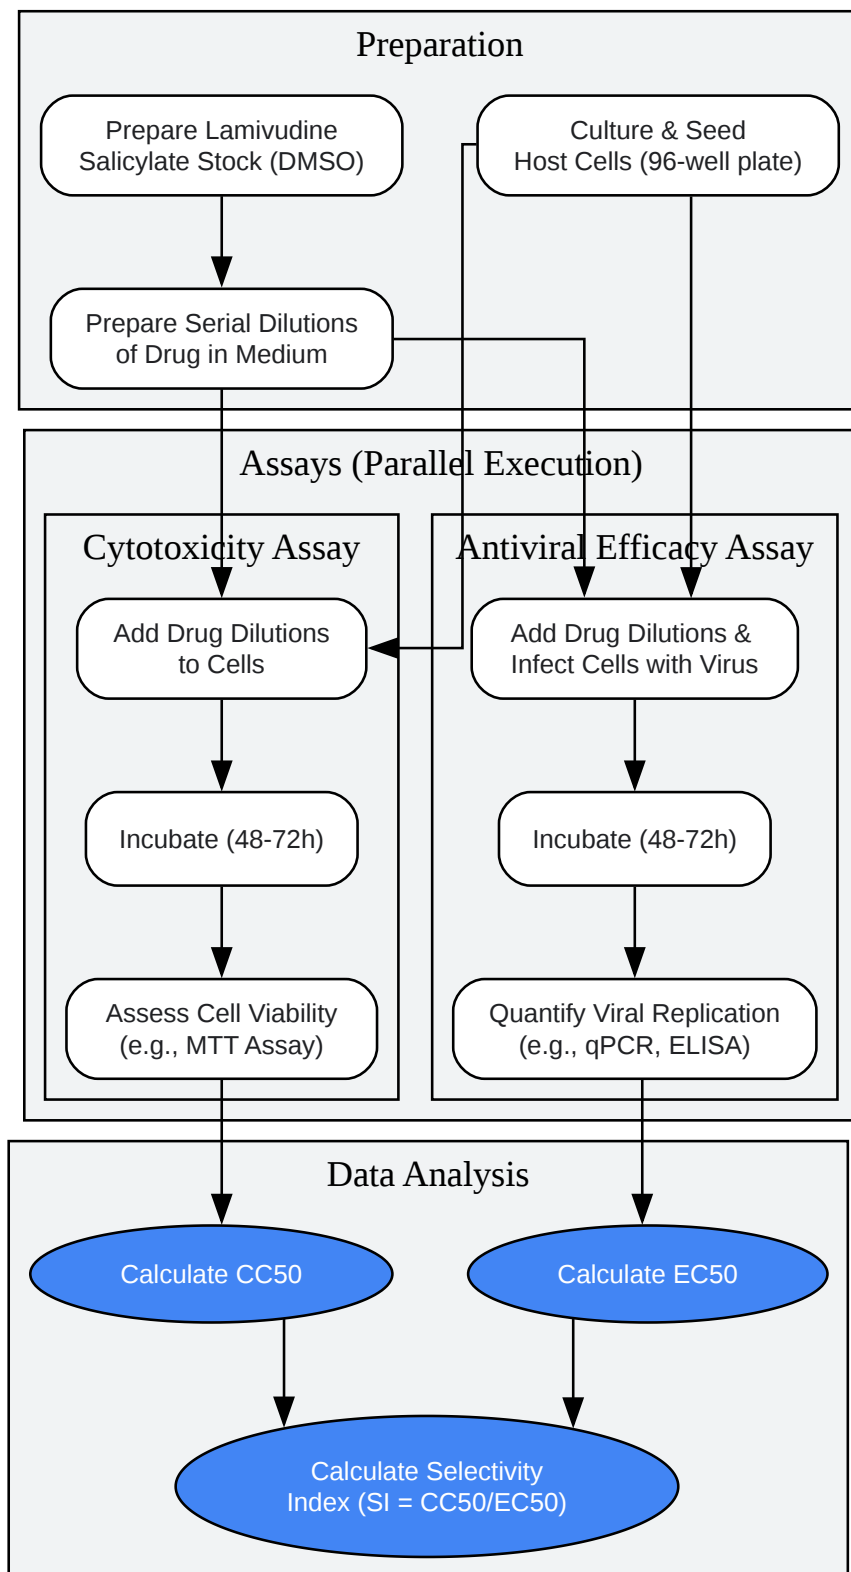 Preparation
Prepare Lamivudine
Salicylate Stock (DMSO)
Culture & Seed
Host Cells (96-well plate)
Prepare Serial Dilutions
of Drug in Medium
Assays (Parallel Execution)
Cytotoxicity Assay
Antiviral Efficacy Assay
Add Drug Dilutions
to Cells
Add Drug Dilutions &
Infect Cells with Virus
Incubate (48-72h)
Incubate (48-72h)
Assess Cell Viability
(e.g., MTT Assay)
Quantify Viral Replication
(e.g., qPCR, ELISA)
Data Analysis
Calculate CC50
Calculate EC50
Calculate Selectivity
Index (SI = CC50/EC50)